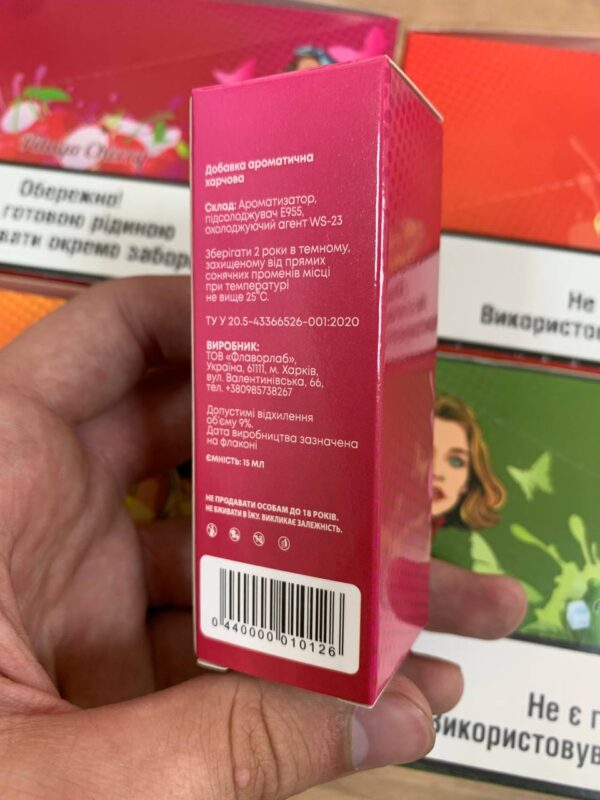 Добавка ароматична
харчова
Склад: Ароматизатор,
підсолоджувач Е955,
охолоджуючий агент WS-23
Зберігати 2 роки в темному,
захищеному від прямих
сонячних променів місці
при температурі
не вище 25°С.
ТУ У 20.5-43366526-001:2020
ВИРОБНИК:
ТОВ «Флаворлаб»,
Україна, 61111, м. Харків,
вул. Валентинівська, 66,
тел. +380985738267
Допустимі відхилення
об'єму 9%.
Дата виробництва зазначена
на флаконі
ЄМНІСТЬ: 15 МЛ
НЕ ПРОДАВАТИ ОСОБАМ ДО 18 РОКІВ.
НЕ ВЖИВАТИ В ЇЖУ. ВИКЛИКАЄ ЗАЛЕЖНІСТЬ.
0 440000 010126
Pitaya Cherry
Обережно!
готовою рідиною
вати окремо забор
Не
Використо
Не є г
використовув